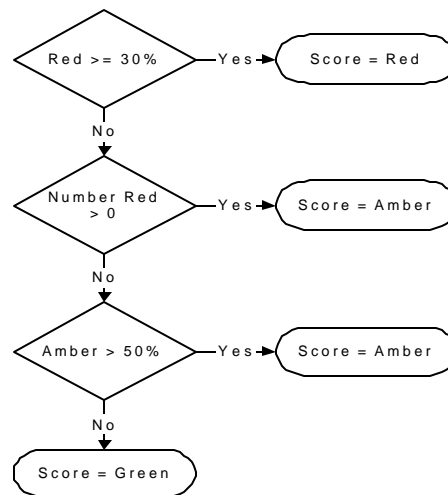 Red >= 30%
Yes
Score = Red
No
Number Red
> 0
Yes
Score = Amber
No
Amber > 50%
Yes
Score = Amber
No
Score = Green